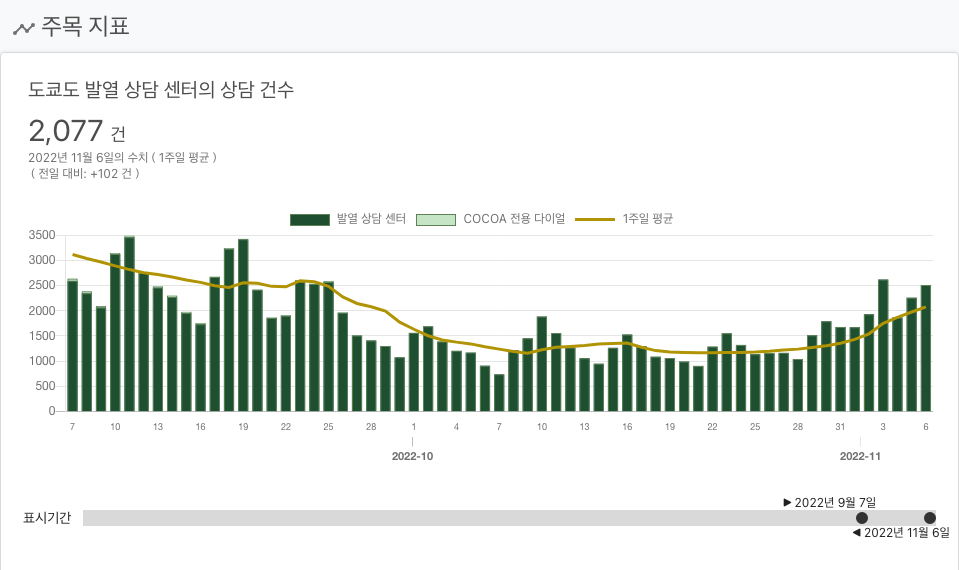 주목 지표
도쿄도 발열 상담 센터의 상담 건수
2,077 건
2022년 11월 6일의 수치 ( 1주일 평균 )
( 전일 대비: +102 건 )
발열 상담 센터 COCOA 전용 다이얼 1주일 평균
3500
3000
2500
2000
1500
1000
500
0
7 10 13 16 19 22 25 28 1 4 7 10 13 16 19 22 25 28 31 3 6
2022-10 2022-11
▶ 2022년 9월 7일
표시기간
◀ 2022년 11월 6일